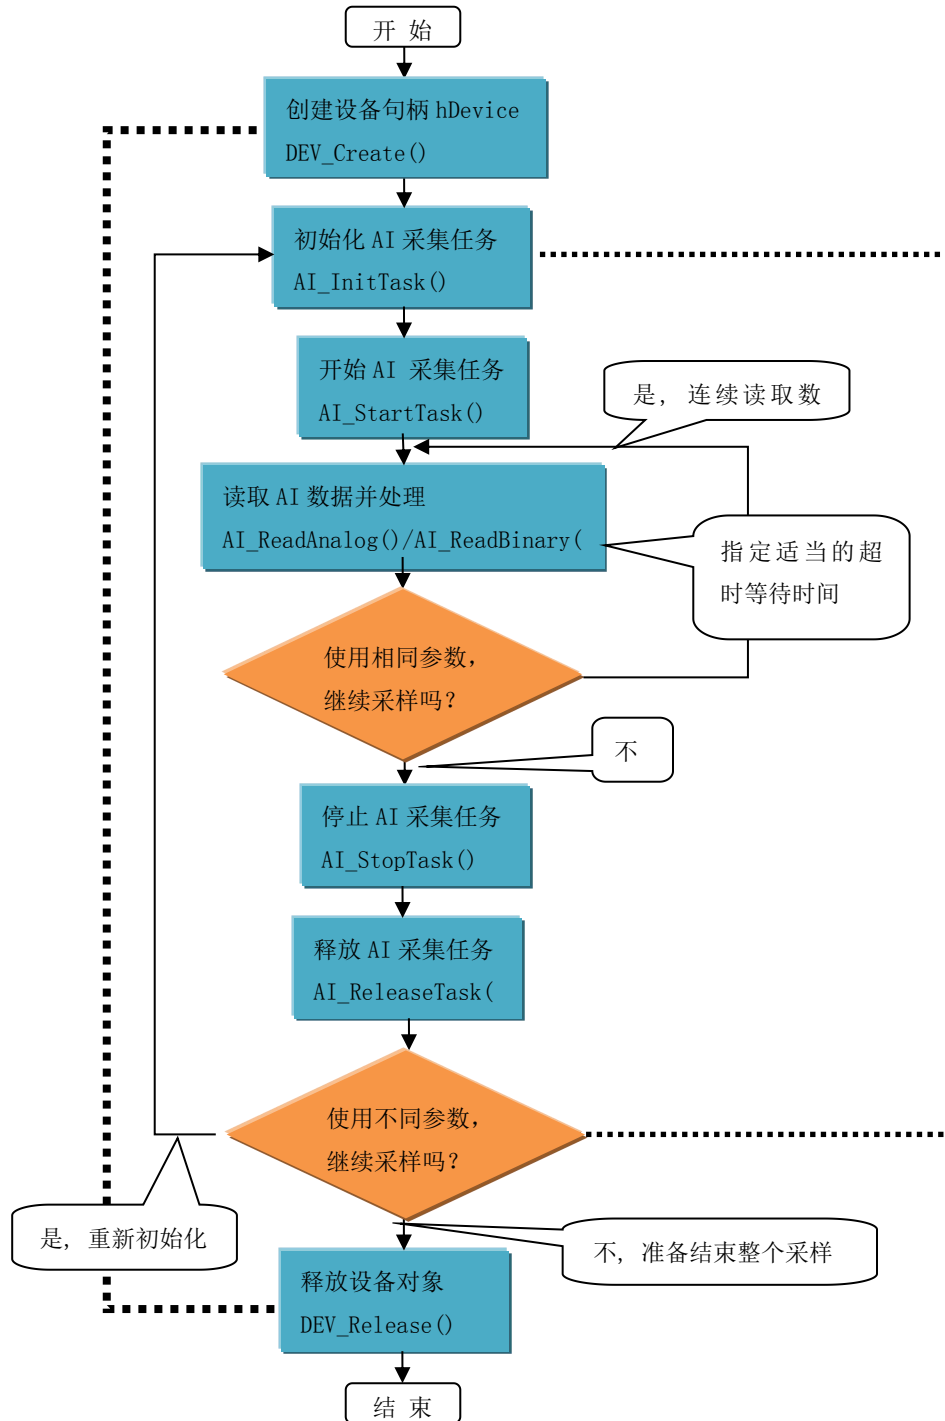 开 始
创建设备句柄 hDevice
DEV_Create()
初始化 AI 采集任务
AI_InitTask()
开始 AI 采集任务
AI_StartTask()
是，连续读取数
读取 AI 数据并处理
AI_ReadAnalog()/AI_ReadBinary(
指定适当的超
时等待时间
使用相同参数，
继续采样吗？
不
停止 AI 采集任务
AI_StopTask()
释放 AI 采集任务
AI_ReleaseTask(
使用不同参数，
继续采样吗？
是，重新初始化
不，准备结束整个采样
释放设备对象
DEV_Release()
结 束